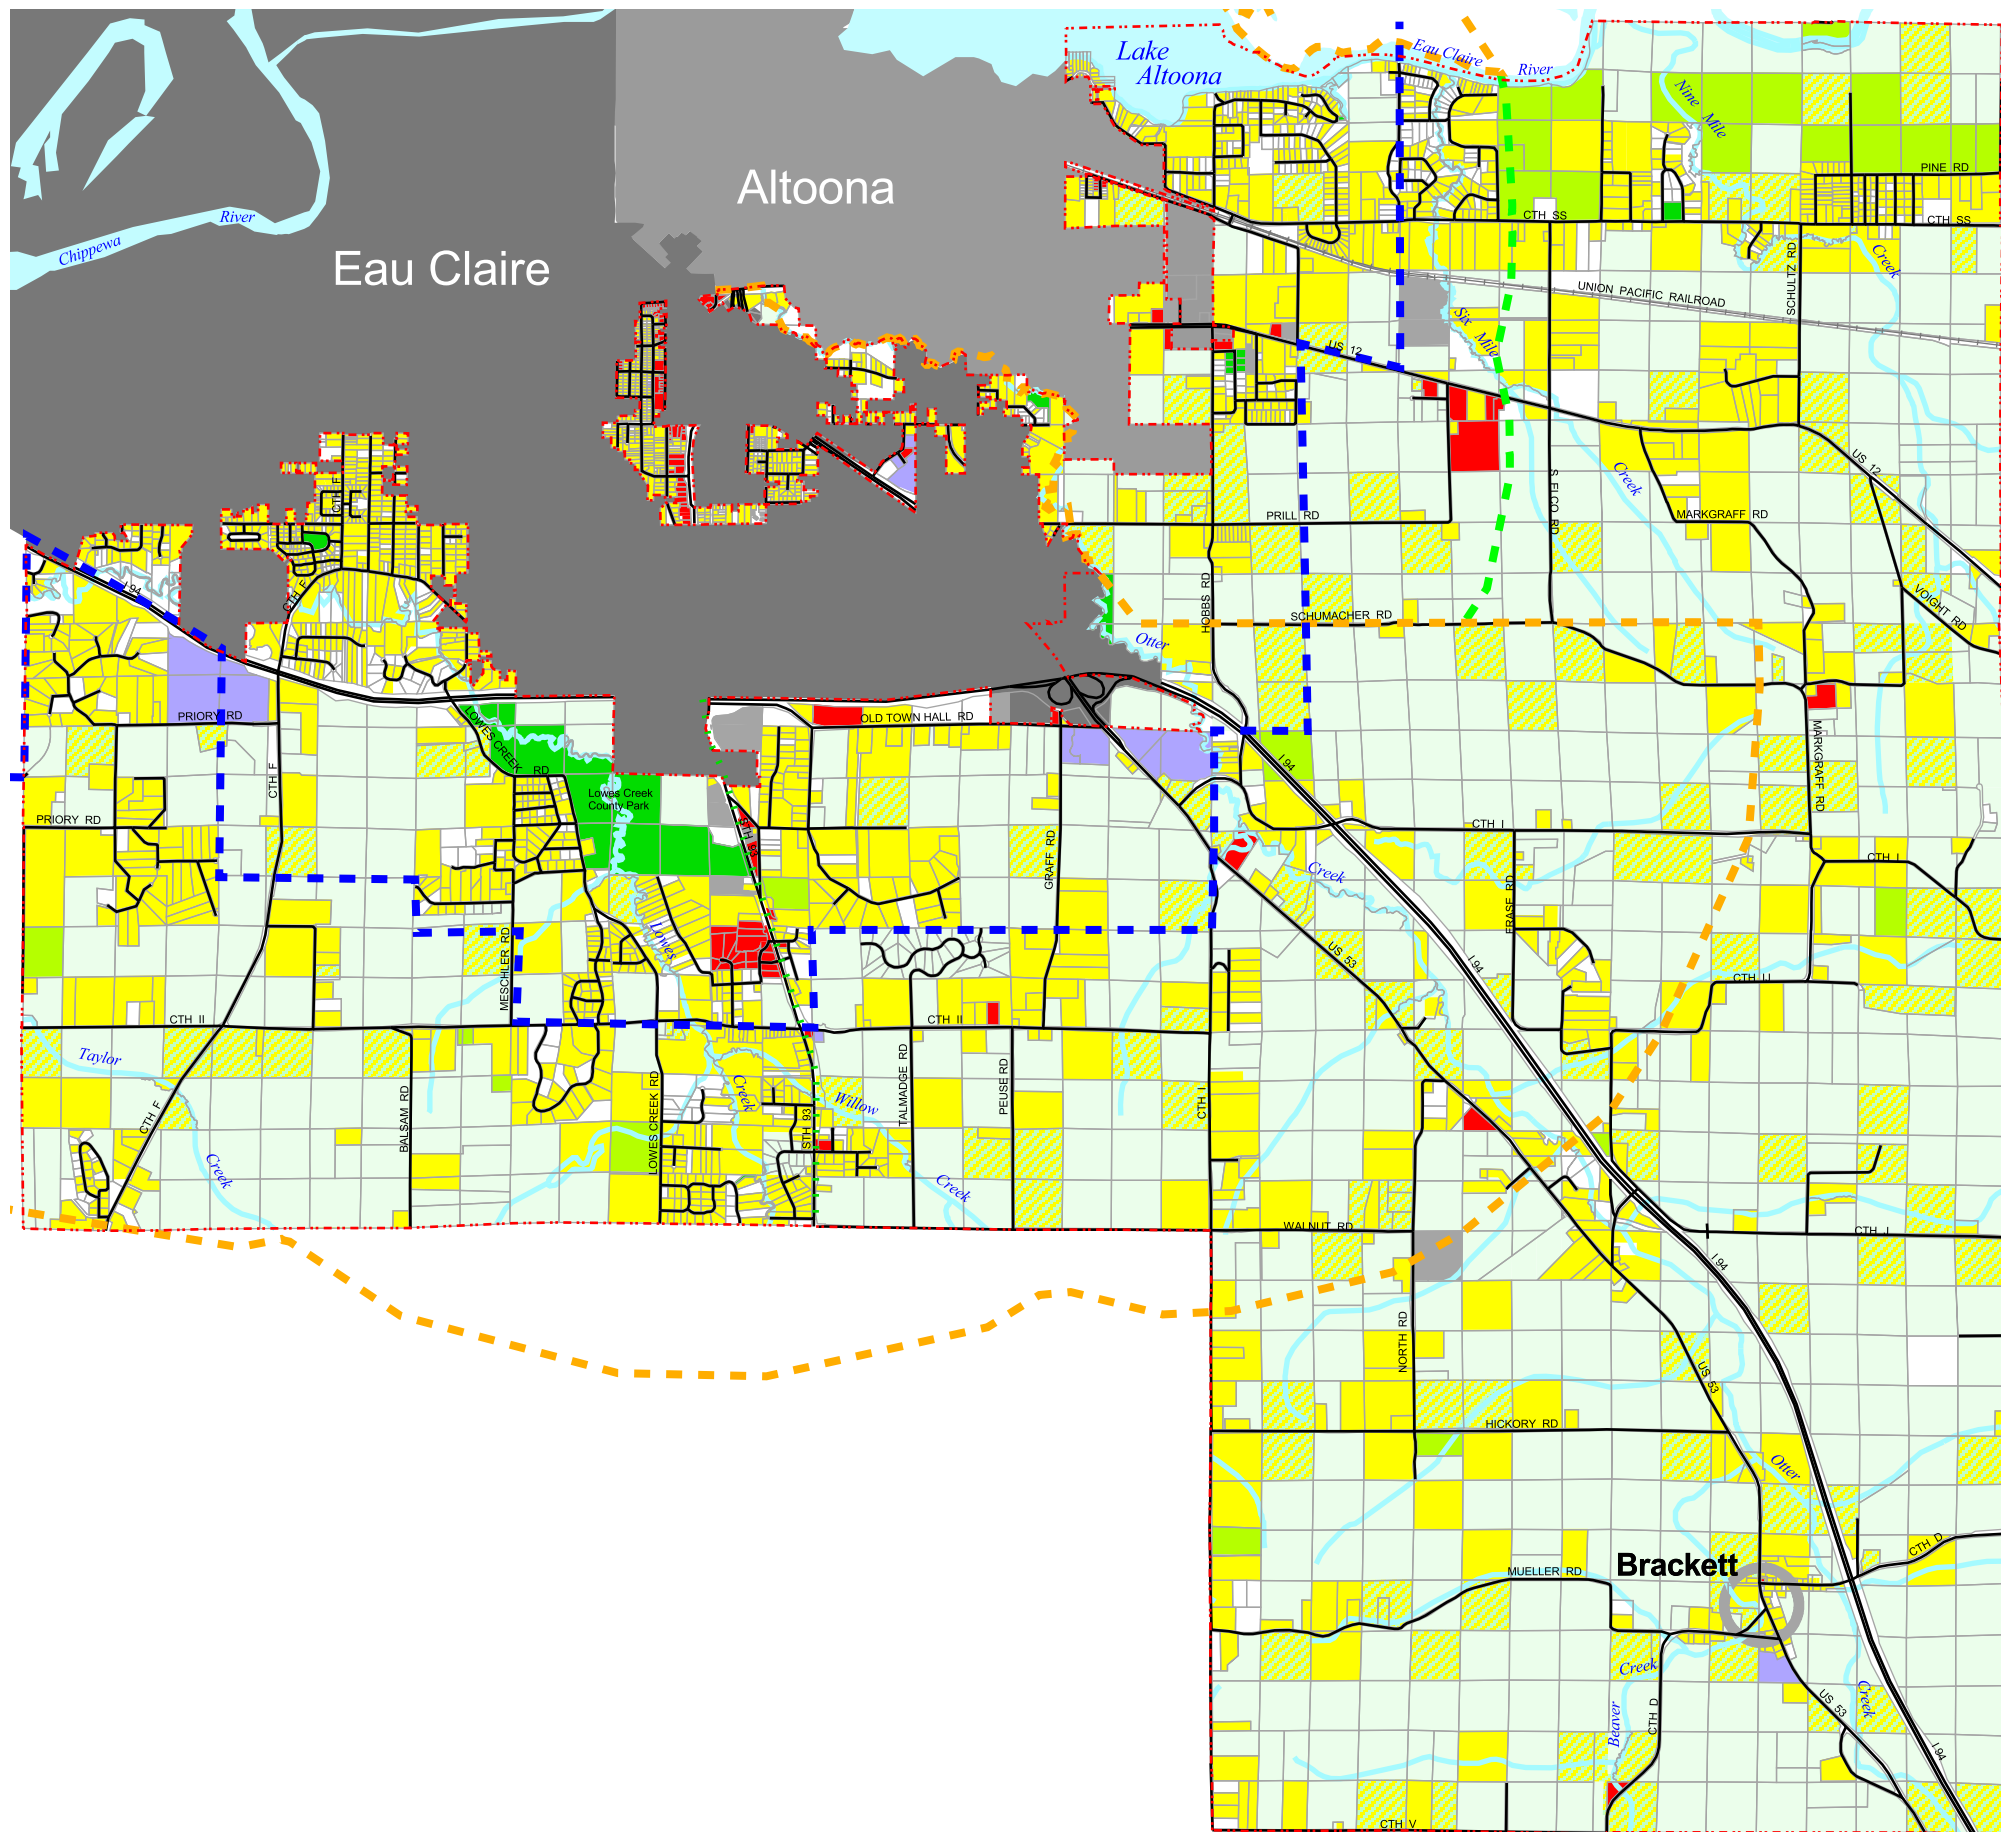 Lake
Altoona
Eau Claire
River
Nine
Mile
PINE RD
CTH SS
CTH SS
Altoona
River
Chippewa
Eau Claire
Creek
SCHULTZ RD
UNION PACIFIC RAILROAD
Six
Mile
US 12
US 12
CTH F
S ELCO RD
Creek
PRILL RD
MARKGRAFF RD
I 94
CTH F
HOBBS RD
SCHUMACHER RD
VOIGHT RD
Otter
PRIORY RD
LOWES CREEK
RD
OLD TOWN HALL RD
MARKGRAFF RD
CTH F
I 94
Lowes Creek
County Park
PRIORY RD
STH 93
GRAFF RD
CTH I
CTH I
Creek
ERASE RD
Lowes
MESCHLER RD
US 53
I 94
CTH JJ
CTH II
CTH II
Taylor
Creek
CTH F
BALSAM RD
LOWES CREEK RD
Creek
STH 93
Willow
TALMADGE RD
PEUSE RD
CTH I
Creek
WALNUT RD
CTH J
I 94
NORTH RD
US 53
HICKORY RD
Otter
CTH D
Brackett
MUELLER RD
Creek
Beaver
CTH D
US 53
Creek
I 94
CTH V